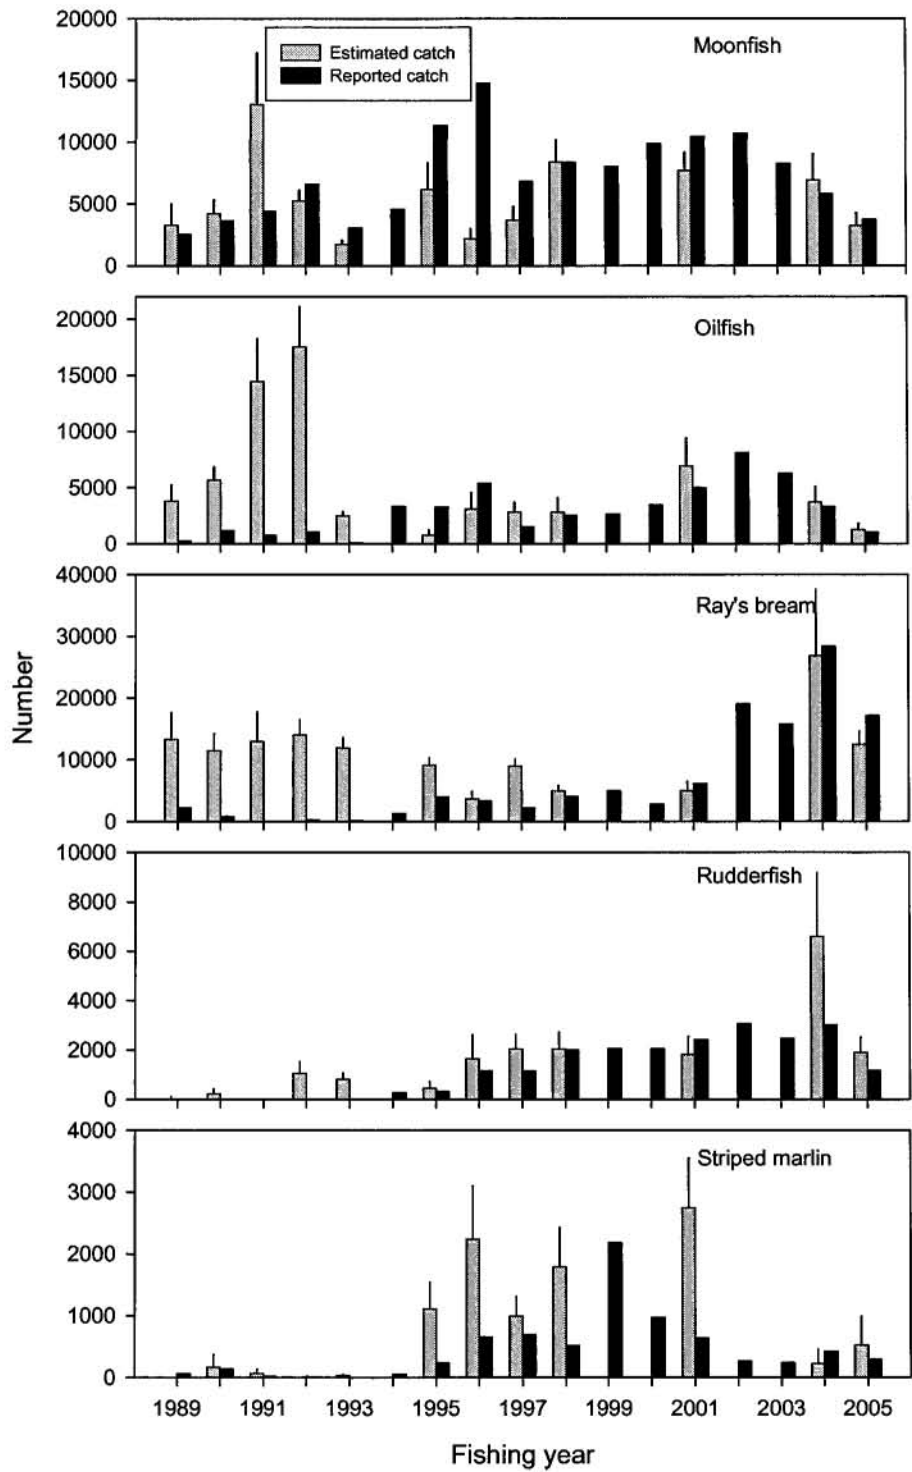 20000
15000
10000
5000
0
Estimated catch
Reported catch
Moonfish
20000
15000
10000
5000
0
Oilfish
40000
30000
20000
10000
0
Ray's bream
Number
10000
8000
6000
4000
2000
0
Rudderfish
4000
3000
2000
1000
0
Striped marlin
1989 1991 1993 1995 1997 1999 2001 2003 2005
Fishing year